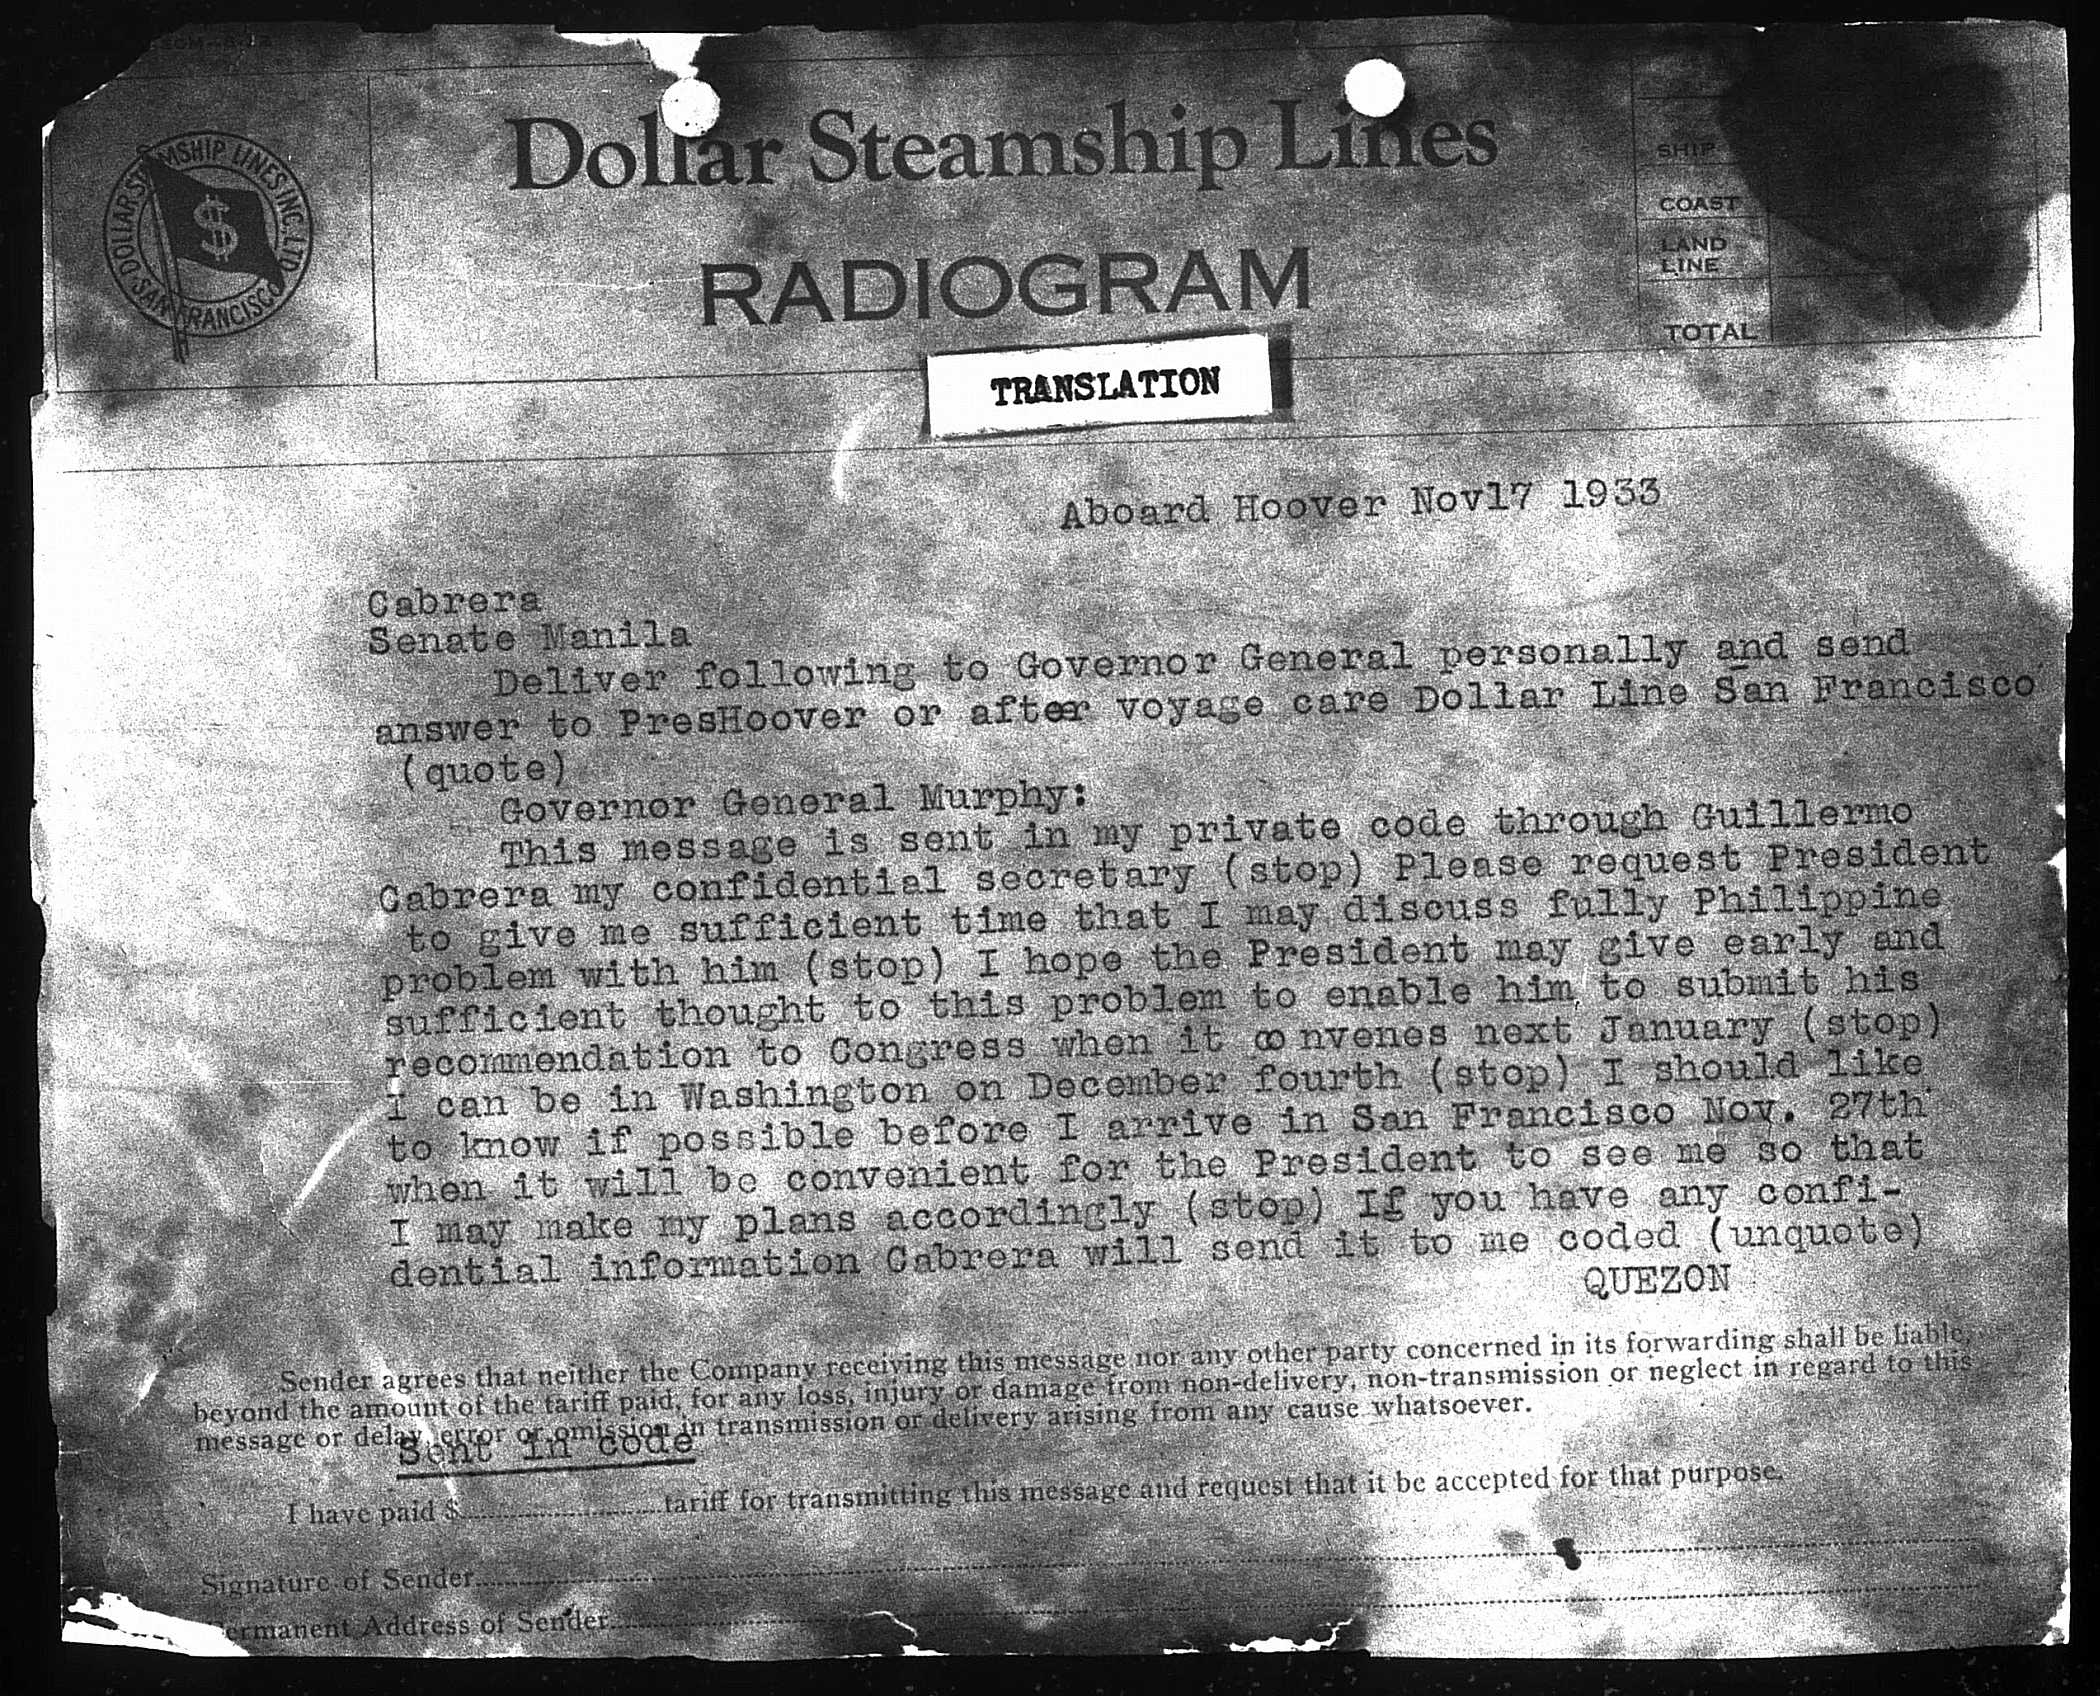 DOLLAR STEAMSHIP LINES INC. LTD.
SAN FRANCISCO
$
Dollar Steamship Lines
RADIOGRAM
SHIP
COAST
LAND
LINE
TOTAL
TRANSLATION
Aboard Hoover Nov17 1933
Cabrera
Senate Manila
Deliver following to Governor General personally and send
answer to PresHoover or after voyage care Dollar Line San Francisco
(quote)
Governor General Murphy:
This message is sent in my private code through Guillermo
Cabrera my confidential secretary (stop) Please request President
to give me sufficient time that I may discuss fully Philippine
problem with him (stop) I hope the President may give early and
sufficient thought to this problem to enable him to submit his
recommendation to Congress when it convenes next January (stop)
I can be in Washington on December fourth (stop) I should like
to know if possible before I arrive in San Francisco Nov. 27th
when it will be convenient for the President to see me so that
I may make my plans accordingly (stop) If you have any confi-
dential information Cabrera will send it to me coded (unquote)
QUEZON
Sender agrees that neither the Company receiving this message nor any other party concerned in its forwarding shall be liable,
beyond the amount of the tariff paid, for any loss, injury or damage from non-delivery, non-transmission or neglect in regard to this
message or delay, error or omission in transmission or delivery arising from any cause whatsoever.
Sent in code
I have paid $ tariff for transmitting this message and request that it be accepted for that purpose.
Signature of Sender
Permanent Address of Sender